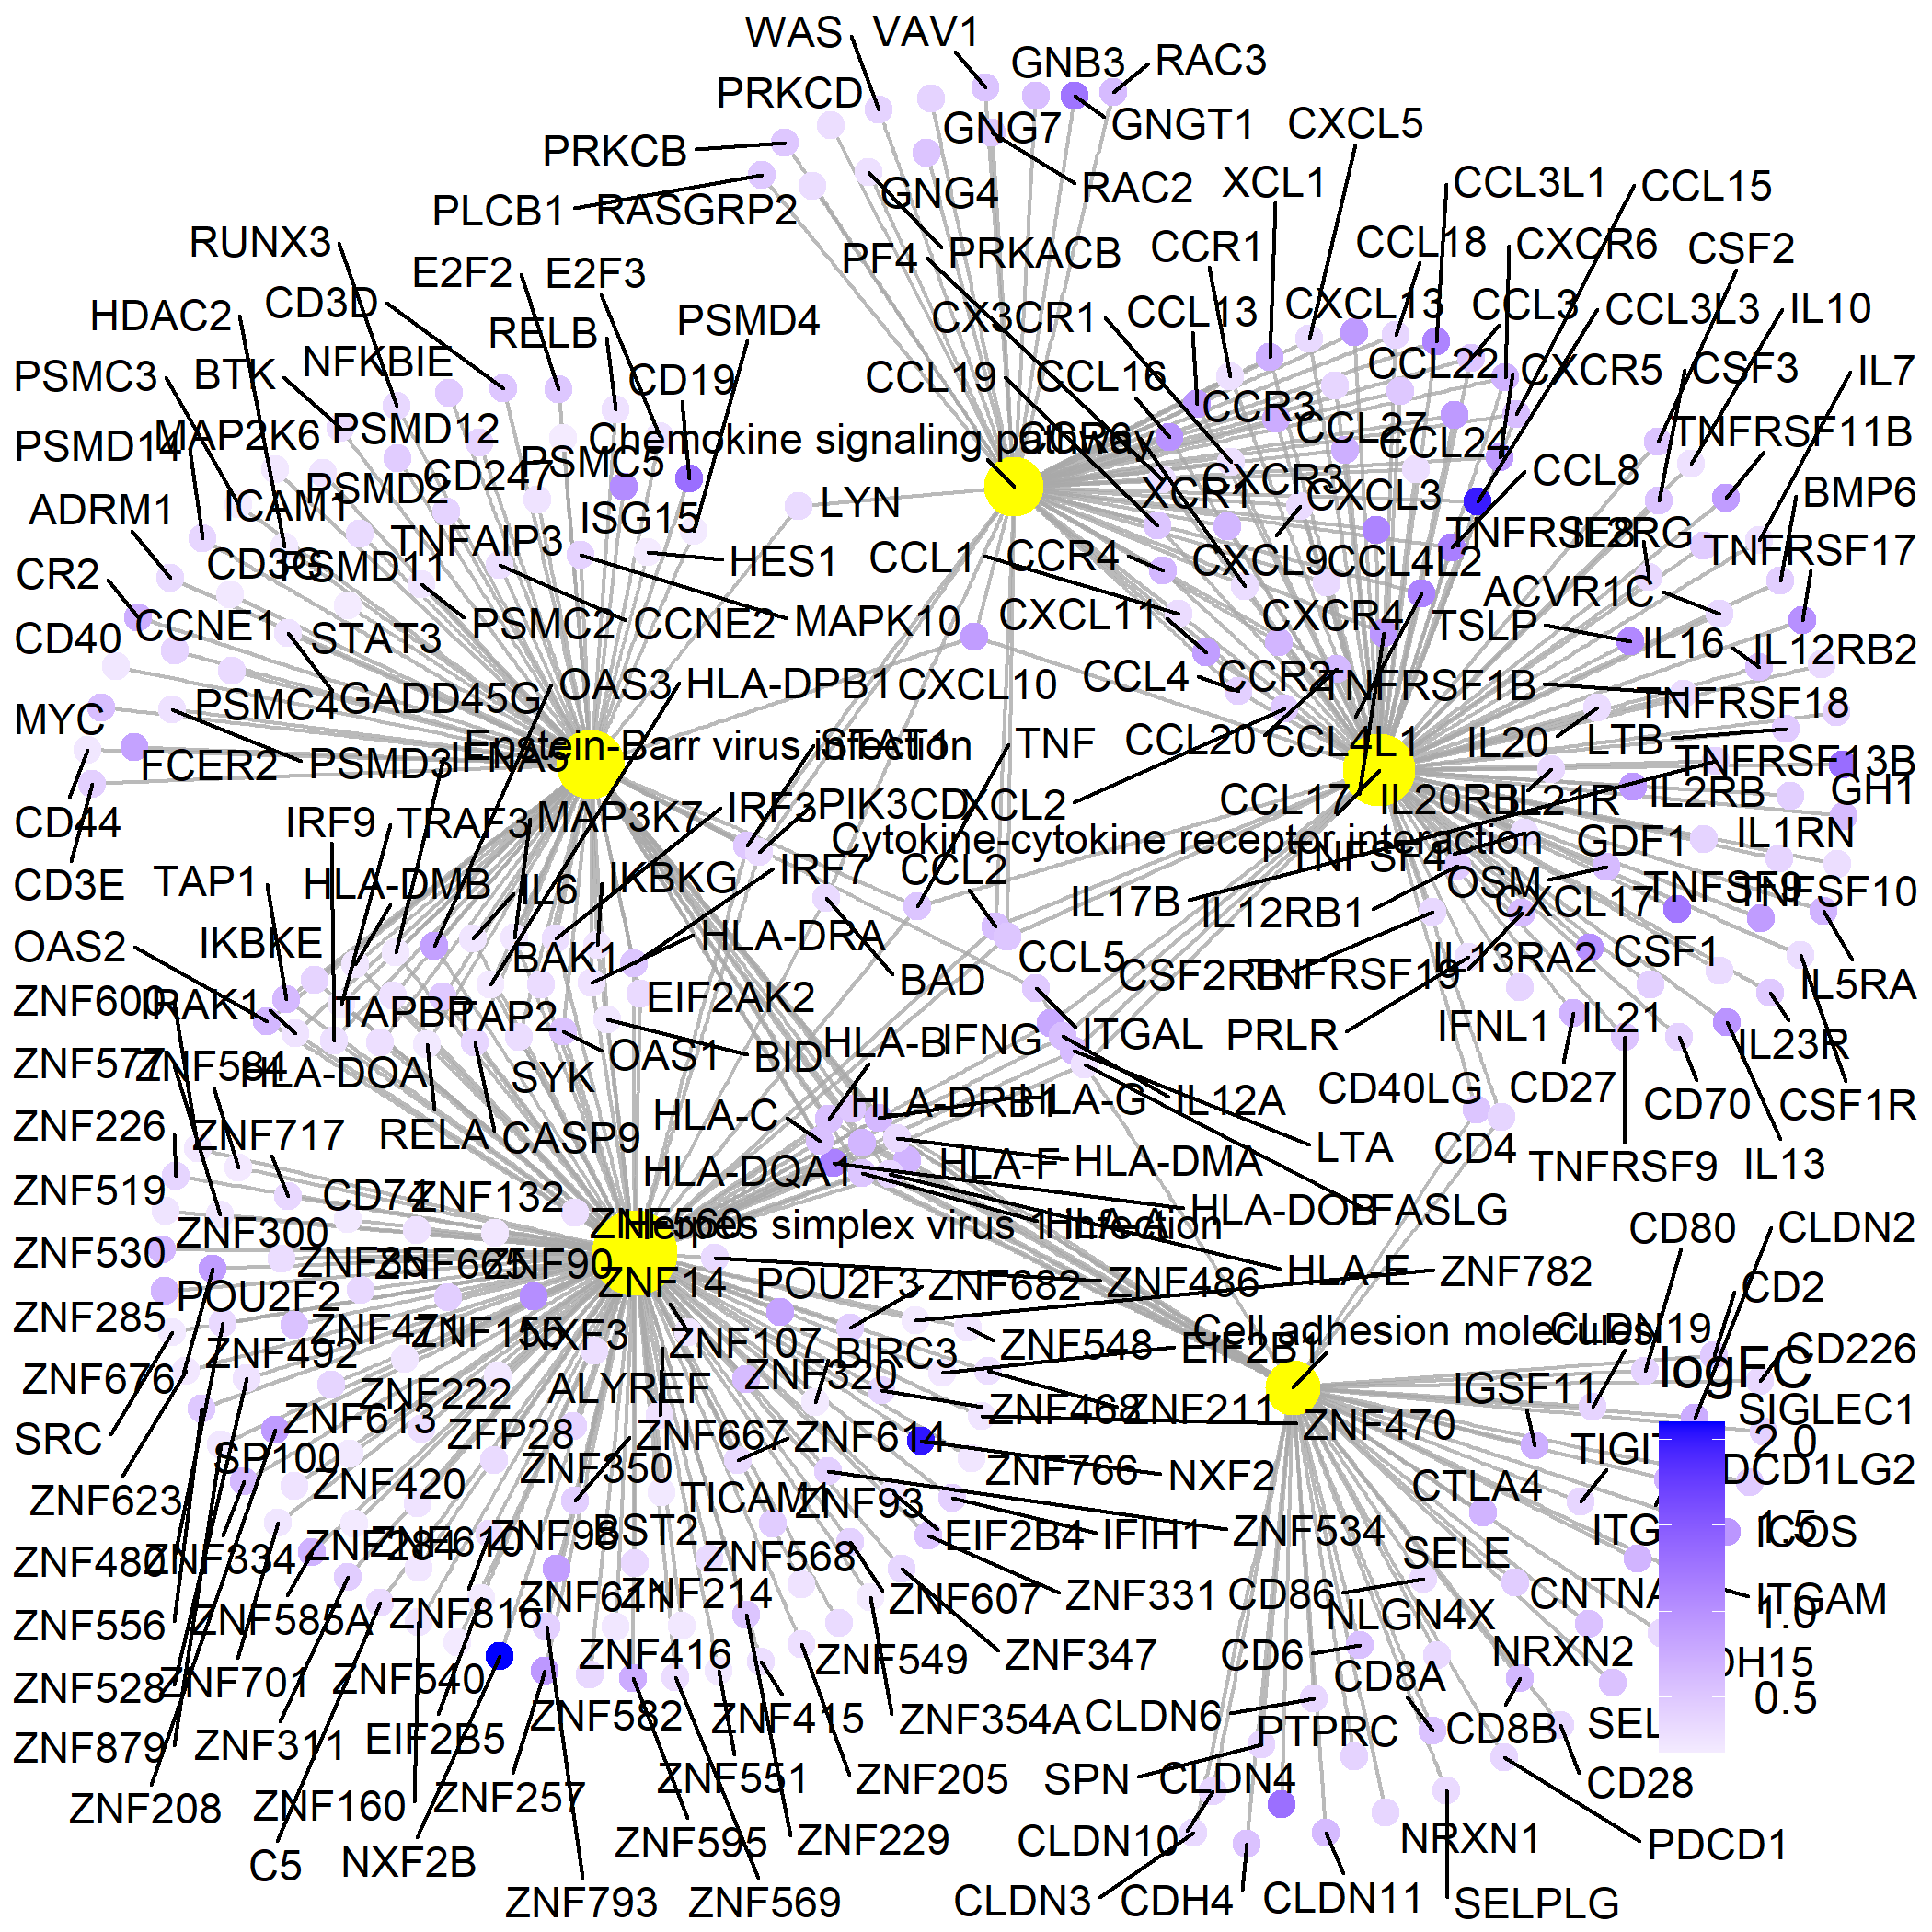 WAS
VAV1
GNB3
RAC3
PRKCD
GNG7
GNGT1
CXCL5
PRKCB
PLCB1
RASGRP2
GNG4
RAC2
XCL1
CCL3L1
CCL15
RUNX3
E2F2
E2F3
PF4
PRKACB
CCR1
CCL18
CXCR6
CSF2
HDAC2
CD3D
RELB
PSMD4
CX3CR1
CCL13
CXCL13
CCL3
CCL3L3
IL10
PSMC3
BTK
NFKBIE
CD19
CCL19
CCL16
CCL22
CXCR5
CSF3
IL7
PSMD14
MAP2K6
PSMD12
Chemokine signaling pathway
CCR3
CCL27
CCL24
TNFRSF11B
ADRM1
ICAM1
PSMD2
CD247
PSMC5
ISG15
LYN
XCR1
CXCR3
CXCL3
CCL8
BMP6
CR2
CD3G
PSMD11
TNFAIP3
HES1
CCL1
CCR4
CXCL9
CCL4L2
IL2RG
TNFRSF17
CD40
CCNE1
STAT3
PSMC2
CCNE2
MAPK10
CXCL11
CXCR4
TSLP
ACVR1C
IL16
IL12RB2
MYC
PSMC4
GADD45G
OAS3
HLA-DPB1
CXCL10
CCL4
CCR2
TNFRSF1B
TNFRSF18
FCER2
PSMD3
IFNA5
Epstein-Barr virus infection
STAT1
TNF
CCL20
CCL4L1
IL20
LTB
TNFRSF13B
CD44
IRF9
TRAF3
MAP3K7
IRF3
PIK3CD
XCL2
CCL17
IL20RB
IL21R
IL2RB
GH1
CD3E
TAP1
HLA-DMB
IL6
IKBKG
IRF7
CCL2
Cytokine-cytokine receptor interaction
TNFSF4
GDF1
IL1RN
OAS2
IKBKE
BAK1
HLA-DRA
BAD
CCL5
IL17B
IL12RB1
OSM
CXCL17
TNFSF9
TNFSF10
ZNF600
IRAK1
TAPBP
TAP2
EIF2AK2
CSF2RB
TNFRSF19
IL13RA2
CSF1
IL5RA
ZNF577
ZNF584
HLA-DOA
SYK
OAS1
BID
HLA-B
IFNG
ITGAL
PRLR
IFNL1
IL21
IL23R
ZNF226
ZNF717
RELA
CASP9
HLA-C
HLA-DRB1
HLA-G
IL12A
CD40LG
CD27
CD70
CSF1R
ZNF519
CD74
ZNF132
HLA-DQA1
HLA-F
HLA-DMA
LTA
CD4
TNFRSF9
IL13
ZNF530
ZNF300
ZNF560
Herpes simplex virus 1 infection
HLA-A
HLA-DOB
FASLG
CD80
CLDN2
ZNF285
POU2F2
ZNF85
ZNF665
ZNF90
ZNF14
POU2F3
ZNF682
ZNF486
HLA-E
ZNF782
CD2
ZNF676
ZNF492
ZNF471
ZNF155
NXF3
ZNF107
BIRC3
ZNF548
EIF2B1
Cell adhesion molecules
CLDN19
CD226
SRC
ZNF613
ZNF222
ALYREF
ZNF320
ZNF468
ZNF211
ZNF470
IGSF11
logFC
SIGLEC1
ZNF623
SP100
ZNF420
ZFP28
ZNF350
ZNF667
ZNF614
ZNF766
NXF2
CTLA4
TIGIT
DCD1LG2
2.0
ZNF480
ZNF334
ZNF284
ZNF610
ZNF98
BST2
TICAM1
ZNF93
EIF2B4
IFIH1
ZNF534
SELE
ITG
ICOS
1.5
ZNF556
ZNF585A
ZNF816
ZNF671
ZNF214
ZNF568
ZNF607
ZNF331
CD86
NLGN4X
CNTNA
ITGAM
1.0
ZNF528
ZNF701
ZNF540
ZNF416
ZNF549
ZNF347
CD6
CD8A
NRXN2
DH15
0.5
ZNF879
ZNF311
EIF2B5
ZNF582
ZNF415
ZNF354A
CLDN6
PTPRC
CD8B
SEL
ZNF208
ZNF160
ZNF257
ZNF551
ZNF205
SPN
CLDN4
CD28
C5
NXF2B
ZNF595
ZNF229
CLDN10
NRXN1
PDCD1
ZNF793
ZNF569
CLDN3
CDH4
CLDN11
SELPLG